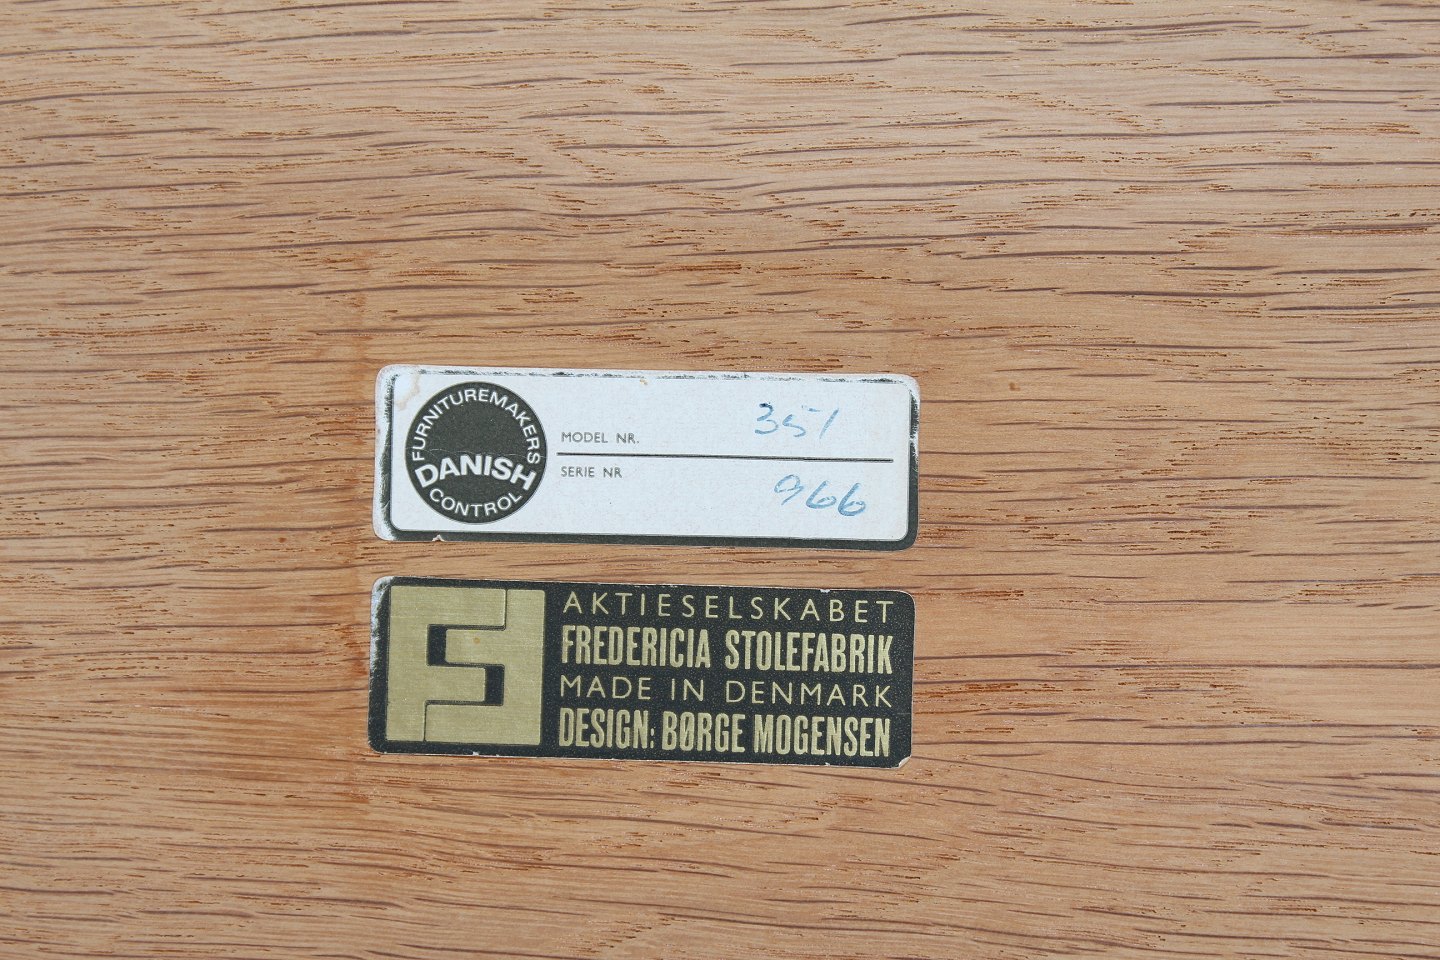 FURNITUREMAKERS
DANISH
CONTROL
MODEL NR. 351
SERIE NR 966
AKTIESELSKABET
FREDERICIA STOLEFABRIK
MADE IN DENMARK
DESIGN: BØRGE MOGENSEN